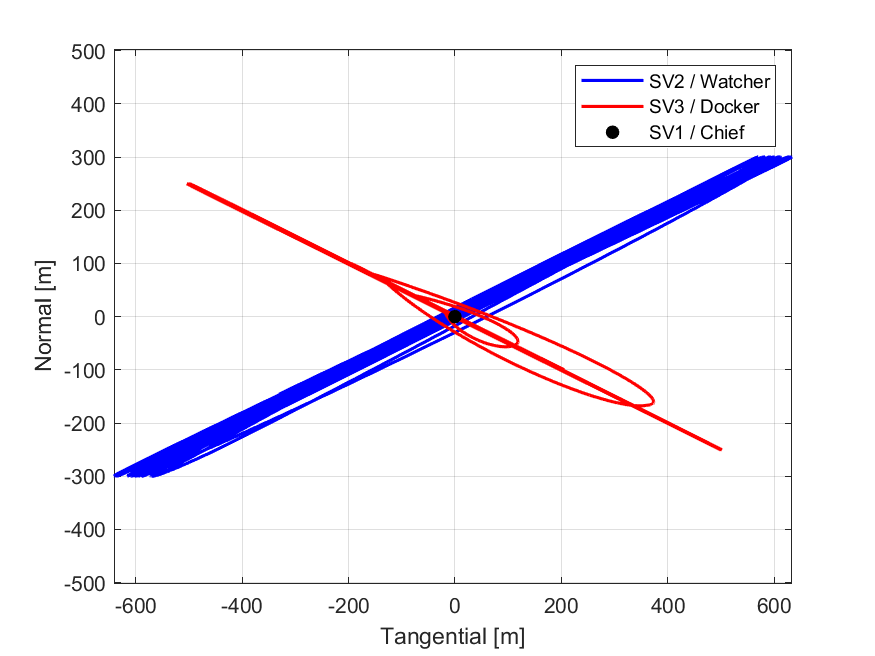 500
400
300
200
100
0
-100
-200
-300
-400
-500
Normal [m]
SV2 / Watcher
SV3 / Docker
SV1 / Chief
-600 -400 -200 0 200 400 600
Tangential [m]